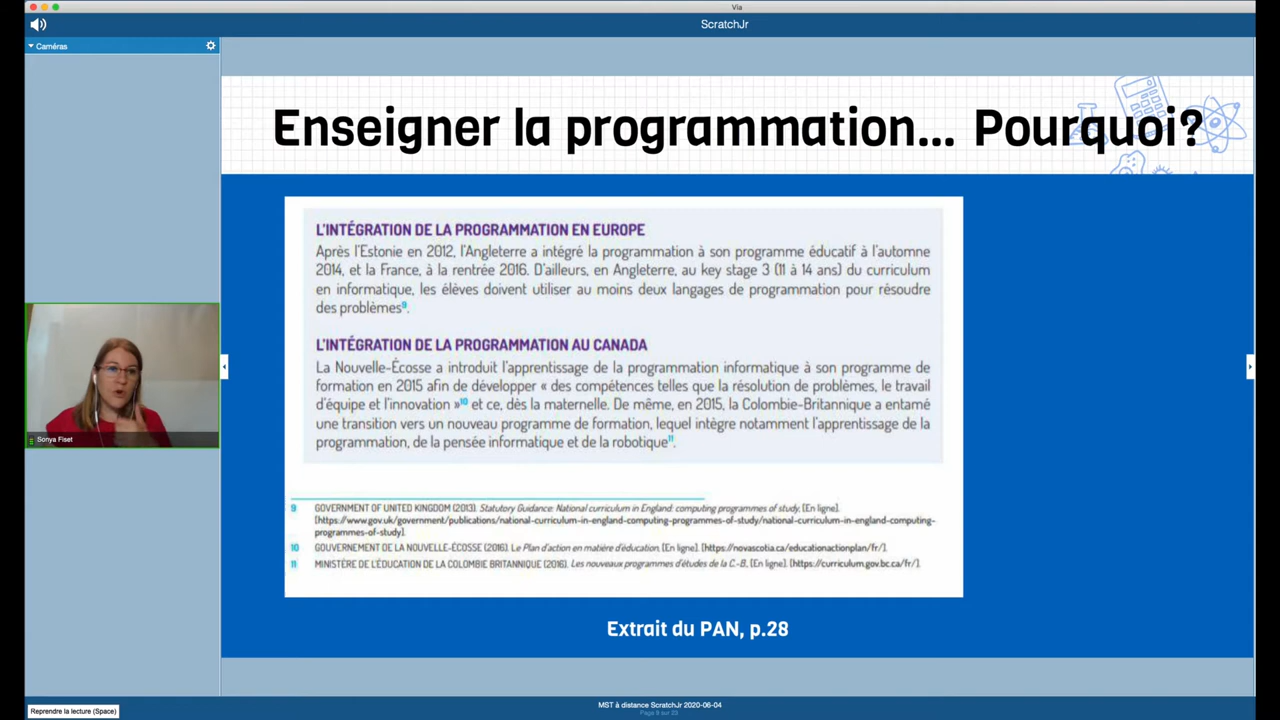 Via
ScratchJr
Caméras
Enseigner la programmation... Pourquoi?
L'INTÉGRATION DE LA PROGRAMMATION EN EUROPE
Après l'Estonie en 2012, l'Angleterre a intégré la programmation à son programme éducatif à l'automne
2014, et la France, à la rentrée 2016. D'ailleurs, en Angleterre, au key stage 3 (11 à 14 ans) du curriculum
en informatique, les élèves doivent utiliser au moins deux langages de programmation pour résoudre
des problèmes9.
L'INTÉGRATION DE LA PROGRAMMATION AU CANADA
La Nouvelle-Écosse a introduit l'apprentissage de la programmation informatique à son programme de
formation en 2015 afin de développer « des compétences telles que la résolution de problèmes, le travail
d'équipe et l'innovation »10 et ce, dès la maternelle. De même, en 2015, la Colombie-Britannique a entamé
une transition vers un nouveau programme de formation, lequel intègre notamment l'apprentissage de la
programmation, de la pensée informatique et de la robotique11.
9 GOVERNMENT OF UNITED KINGDOM (2013). Statutory Guidance: National curriculum in England: computing programmes of study, [En ligne].
[https://www.gov.uk/government/publications/national-curriculum-in-england-computing-programmes-of-study/national-curriculum-in-england-computing-
programmes-of-study].
10 GOUVERNEMENT DE LA NOUVELLE-ÉCOSSE (2016). Le Plan d'action en matière d'éducation, [En ligne]. [https://novascotia.ca/educationactionplan/fr/].
11 MINISTÈRE DE L'ÉDUCATION DE LA COLOMBIE BRITANNIQUE (2016). Les nouveaux programmes d'études de la C.-B., [En ligne]. [https://curriculum.gov.bc.ca/fr/].
Extrait du PAN, p.28
Sonya Fiset
Reprendre la lecture (Space)
MST à distance ScratchJr 2020-06-04